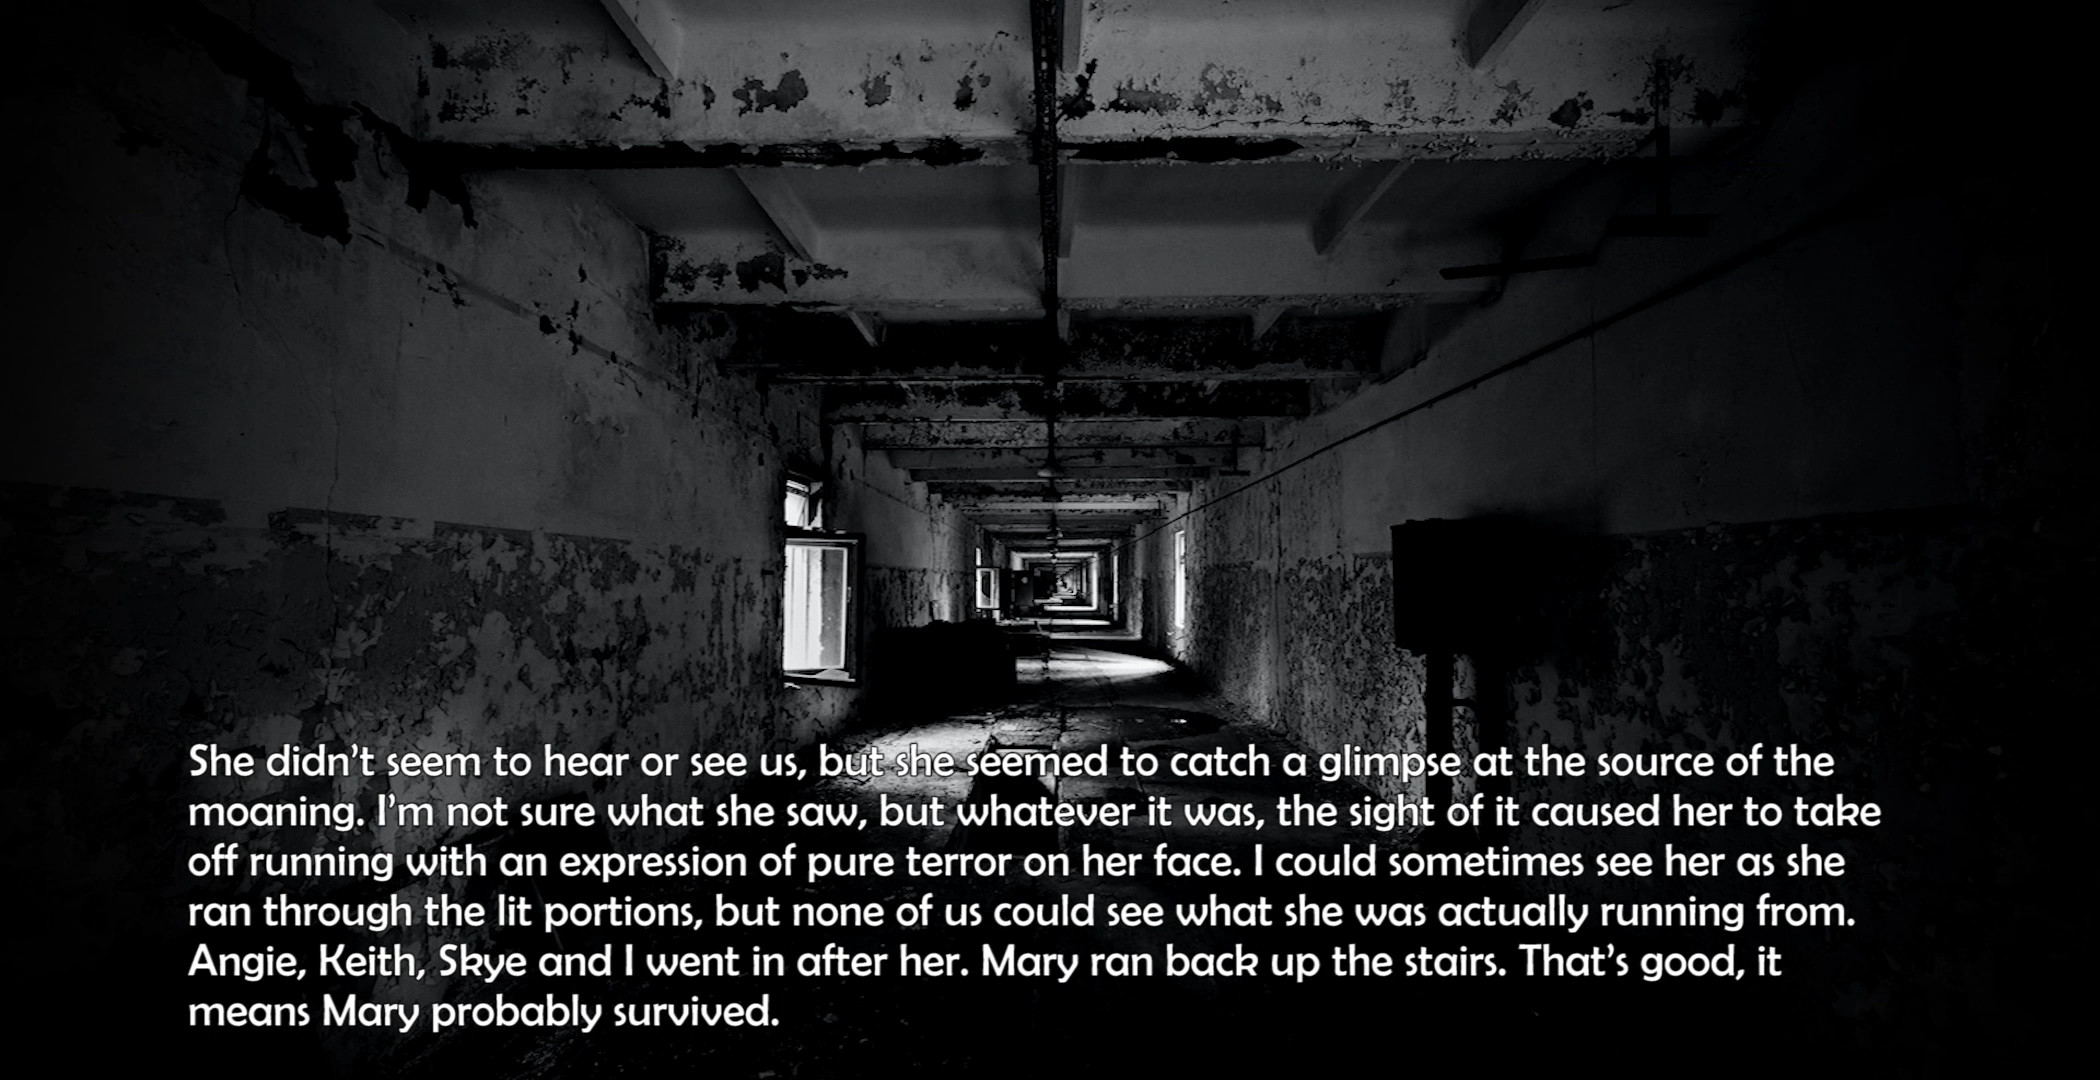 She didn’t seem to hear or see us, but she seemed to catch a glimpse at the source of the
moaning. I’m not sure what she saw, but whatever it was, the sight of it caused her to take
off running with an expression of pure terror on her face. I could sometimes see her as she
ran through the lit portions, but none of us could see what she was actually running from.
Angie, Keith, Skye and I went in after her. Mary ran back up the stairs. That’s good, it
means Mary probably survived.